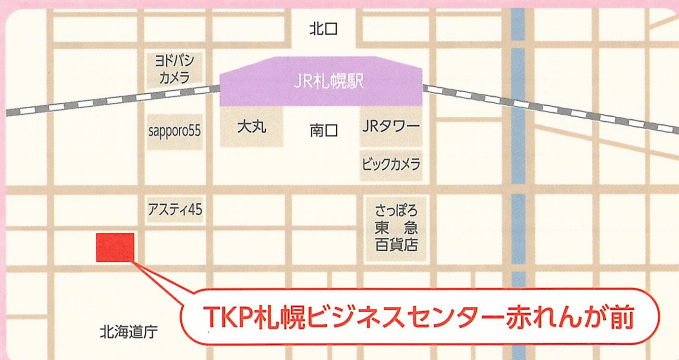 北口
ヨドバシ
カメラ
JR札幌駅
sapporo55
大丸
南口
JRタワー
ビックカメラ
アスティ45
さっぽろ
東　急
百貨店
TKP札幌ビジネスセンター赤れんが前
北海道庁